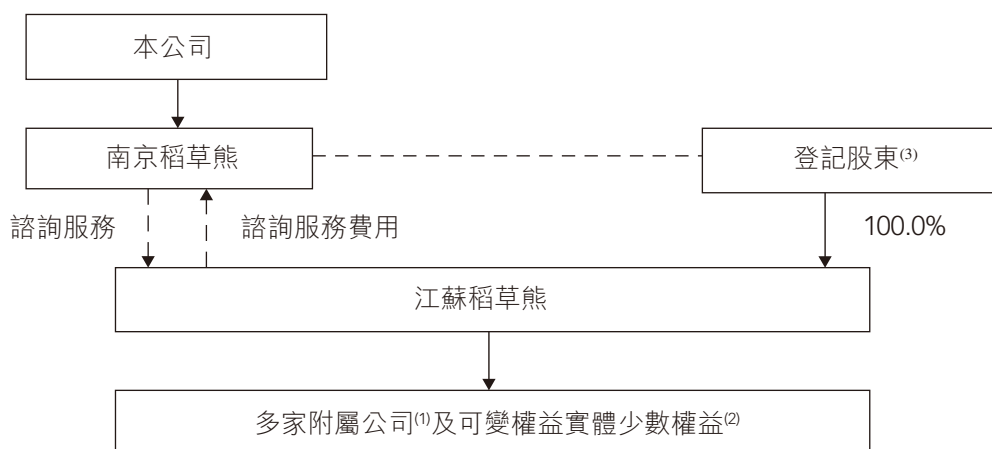 本公司
南京稻草熊
登記股東(3)
諮詢服務
諮詢服務費用
100.0%
江蘇稻草熊
多家附屬公司(1)及可變權益實體少數權益(2)